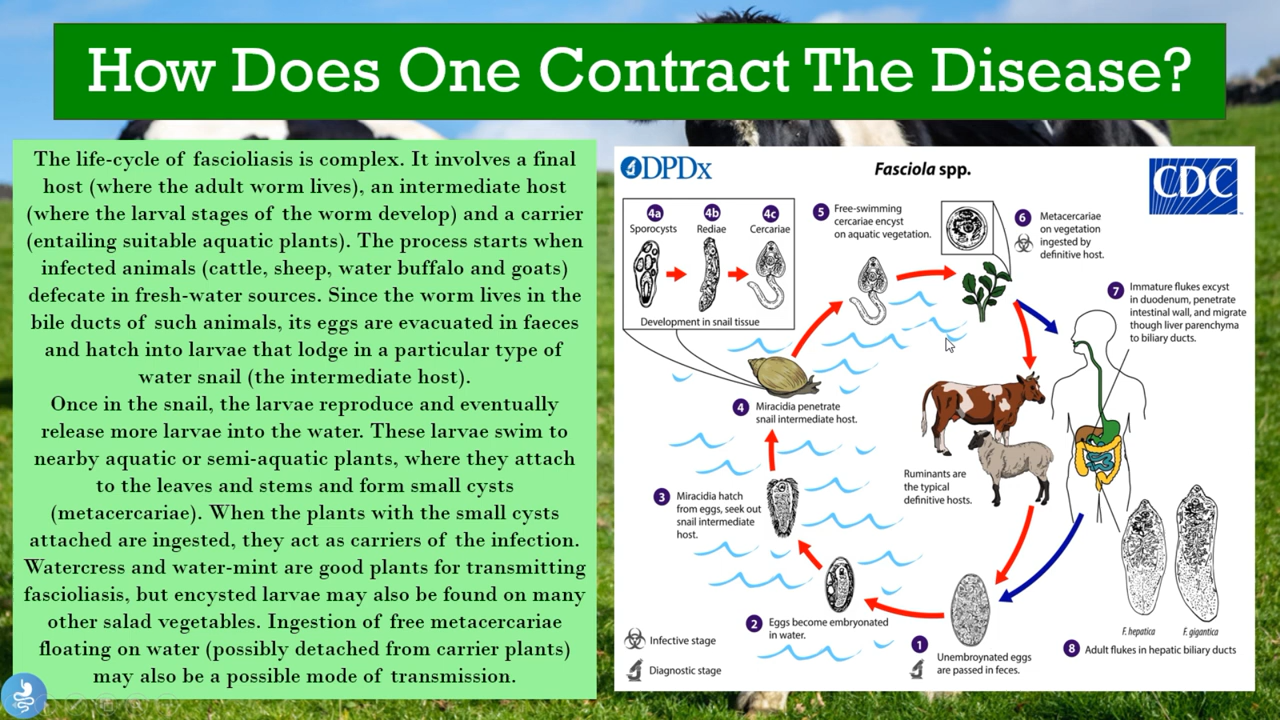 How Does One Contract The Disease?
The life-cycle of fascioliasis is complex. It involves a final
host (where the adult worm lives), an intermediate host
(where the larval stages of the worm develop) and a carrier
(entailing suitable aquatic plants). The process starts when
infected animals (cattle, sheep, water buffalo and goats)
defecate in fresh-water sources. Since the worm lives in the
bile ducts of such animals, its eggs are evacuated in faeces
and hatch into larvae that lodge in a particular type of
water snail (the intermediate host).
Once in the snail, the larvae reproduce and eventually
release more larvae into the water. These larvae swim to
nearby aquatic or semi-aquatic plants, where they attach
to the leaves and stems and form small cysts
(metacercariae). When the plants with the small cysts
attached are ingested, they act as carriers of the infection.
Watercress and water-mint are good plants for transmitting
fascioliasis, but encysted larvae may also be found on many
other salad vegetables. Ingestion of free metacercariae
floating on water (possibly detached from carrier plants)
may also be a possible mode of transmission.
DPDx
Fasciola spp.
CDC
4a
Sporocysts
4b
Rediae
4c
Cercariae
Development in snail tissue
5
Free-swimming
cercariae encyst
on aquatic vegetation.
6
Metacercariae
on vegetation
ingested by
definitive host.
7
Immature flukes excyst
in duodenum, penetrate
intestinal wall, and migrate
though liver parenchyma
to biliary ducts.
4
Miracidia penetrate
snail intermediate host.
Ruminants are
the typical
definitive hosts.
3
Miracidia hatch
from eggs, seek out
snail intermediate
host.
2
Eggs become embryonated
in water.
1
Unembroynated eggs
are passed in feces.
F. hepatica
F. gigantica
8
Adult flukes in hepatic biliary ducts
Infective stage
Diagnostic stage